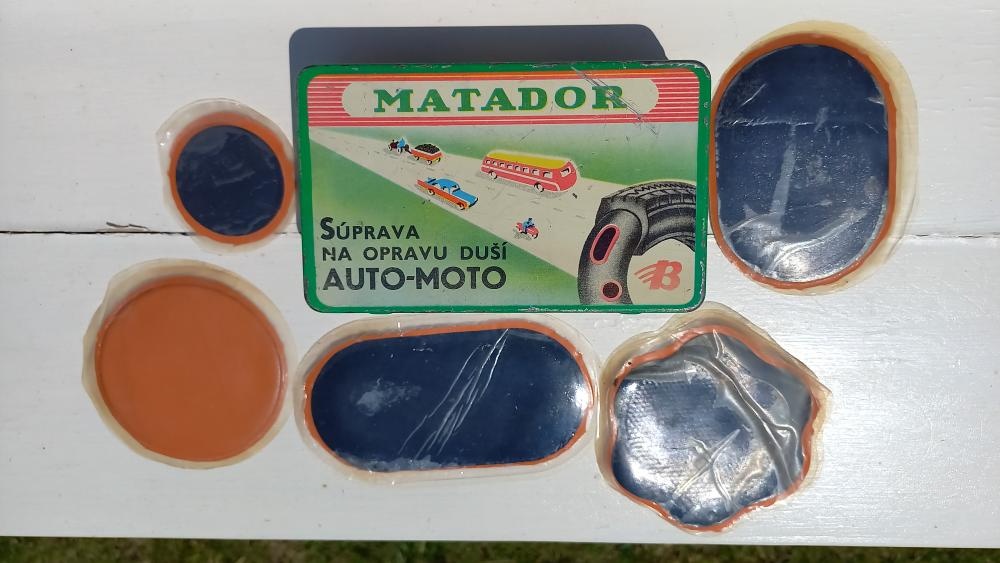 MATADOR
SÚPRAVA
NA OPRAVU DUŠÍ
AUTO-MOTO
B